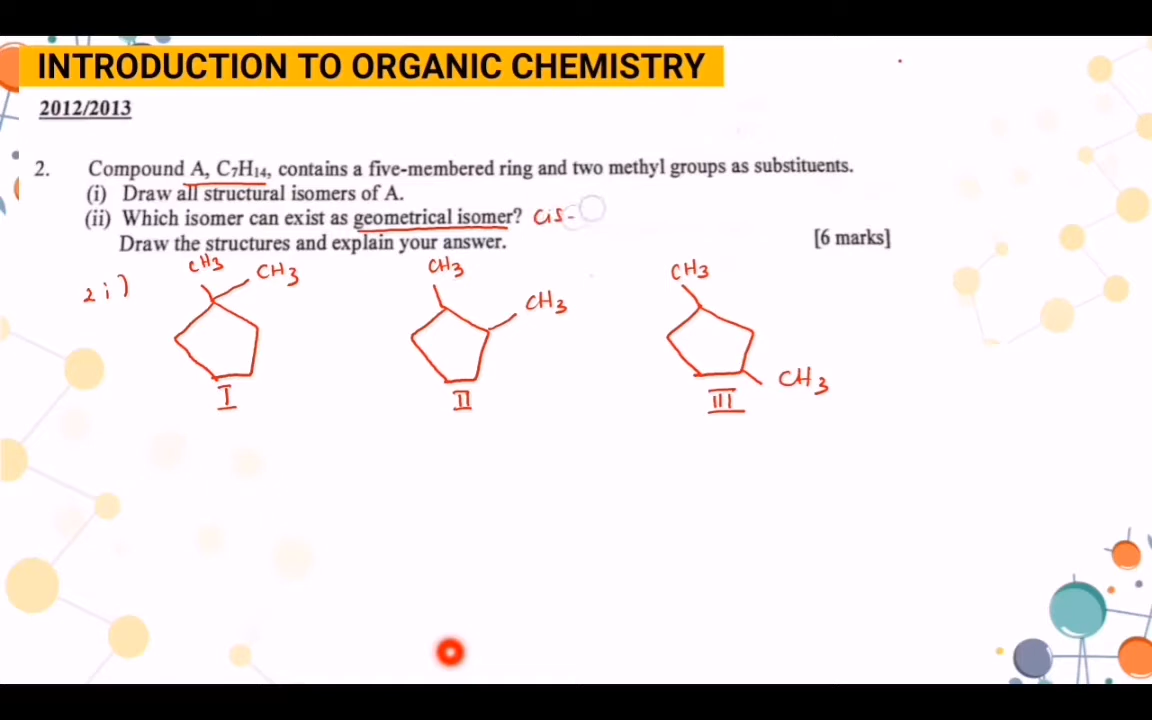 INTRODUCTION TO ORGANIC CHEMISTRY
2012/2013
2. Compound A, C₇H₁₄, contains a five-membered ring and two methyl groups as substituents.
(i) Draw all structural isomers of A.
(ii) Which isomer can exist as geometrical isomer? cis-
Draw the structures and explain your answer.
[6 marks]
2 i)
CH3 CH3
CH3 CH3
CH3 CH3
I II III